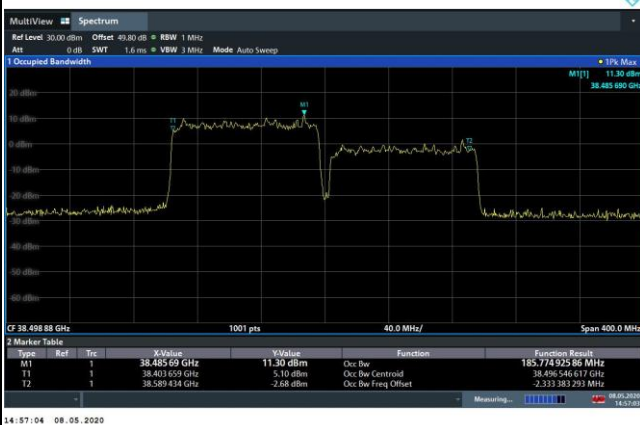 MultiView Spectrum
Ref Level 30.00 dBm Offset 49.80 dB RBW 1 MHz
Att 0 dB SWT 1.6 ms VBW 3 MHz Mode Auto Sweep
1 Occupied Bandwidth 1Pk Max
M1[1] 11.30 dBm
38.485 690 GHz
20 dBm
M1
10 dBm
T1
T2
0 dBm
-10 dBm
-20 dBm
-30 dBm
-40 dBm
-50 dBm
-60 dBm
CF 38.498 88 GHz 1001 pts 40.0 MHz/ Span 400.0 MHz
2 Marker Table
Type Ref Trc X-Value Y-Value Function Function Result
M1 1 38.485 69 GHz 11.30 dBm Occ Bw 185.774 925 86 MHz
T1 1 38.403 659 GHz 5.10 dBm Occ Bw Centroid 38.496 546 617 GHz
T2 1 38.589 434 GHz -2.68 dBm Occ Bw Freq Offset -2.333 383 293 MHz
Measuring... 08.05.2020
14:57:03
14:57:04 08.05.2020